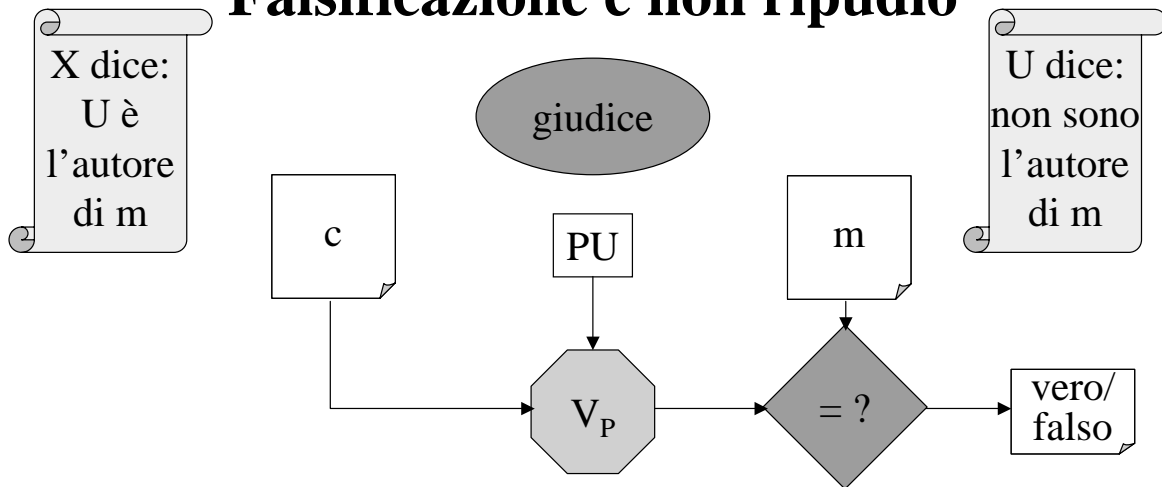 Falsificazione e non ripudio
X dice:
U è
l’autore
di m
giudice
U dice:
non sono
l’autore
di m
c
PU
m
V_P
= ?
vero/
falso